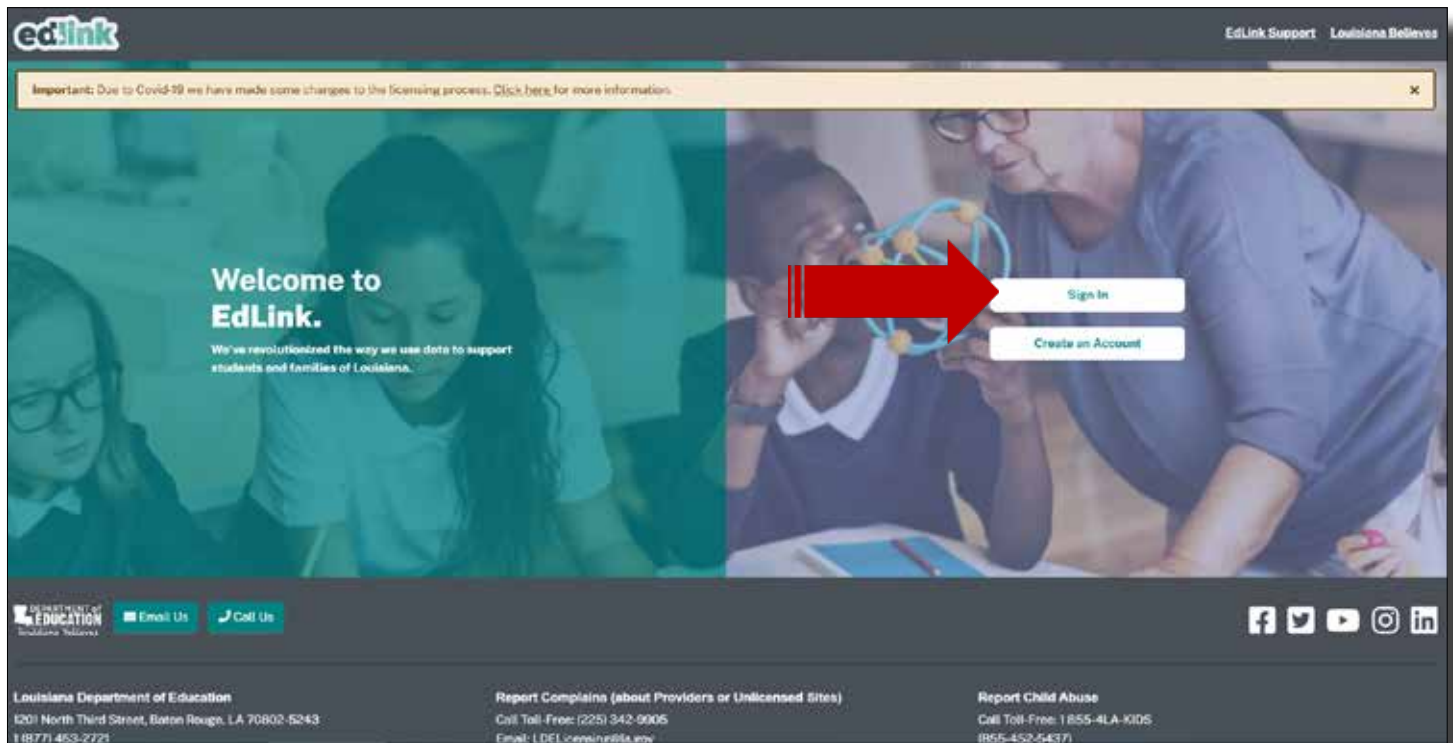 edlink
EdLink Support Louisiana Believes
Important: Due to Covid-19 we have made some changes to the licensing process. Click here for more information. ×
Welcome to
EdLink.
We've revolutionized the way we use data to support
students and families of Louisiana.
Sign In
Create an Account
DEPARTMENT of
EDUCATION
Louisiana Believes
Email Us
Call Us
Louisiana Department of Education
1201 North Third Street, Baton Rouge, LA 70802-5243
1 (877) 453-2721
Report Complains (about Providers or Unlicensed Sites)
Call Toll-Free: (225) 342-9905
Email: LDELicensing@la.gov
Report Child Abuse
Call Toll-Free: 1 855-4LA-KIDS
(855-452-5437)